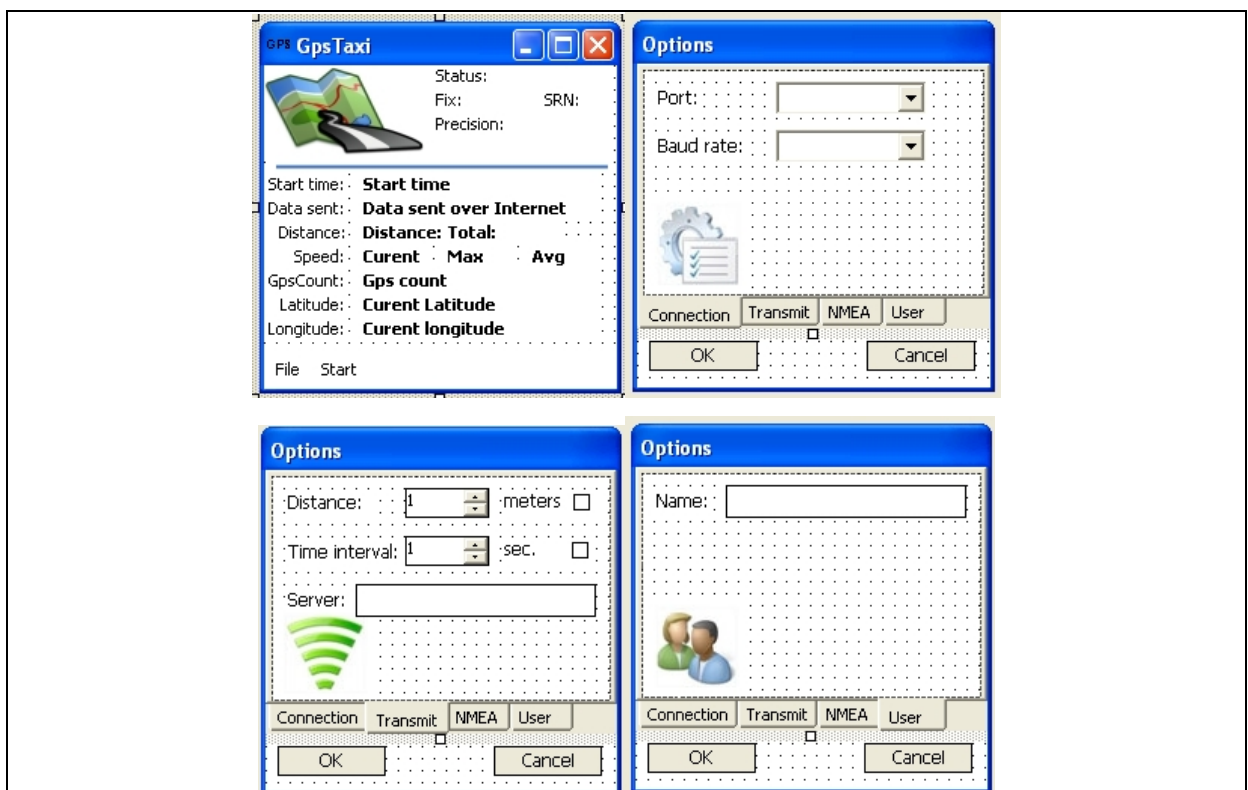 GPS GpsTaxi
Status:
Fix: SRN:
Precision:
Start time: Start time
Data sent: Data sent over Internet
Distance: Distance: Total:
Speed: Curent Max Avg
GpsCount: Gps count
Latitude: Curent Latitude
Longitude: Curent longitude
File Start
Options
Port:
Baud rate:
Connection Transmit NMEA User
OK Cancel
Options
Distance: 1 meters
Time interval: 1 sec.
Server:
Connection Transmit NMEA User
OK Cancel
Options
Name:
Connection Transmit NMEA User
OK Cancel